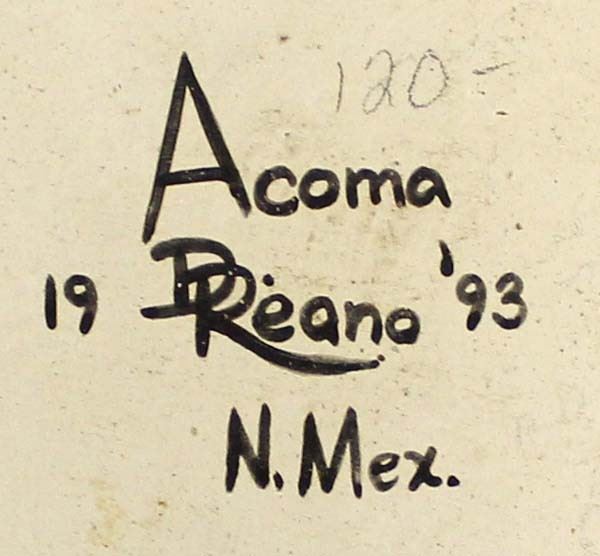 120-
Acoma
19 DReano '93
N. Mex.